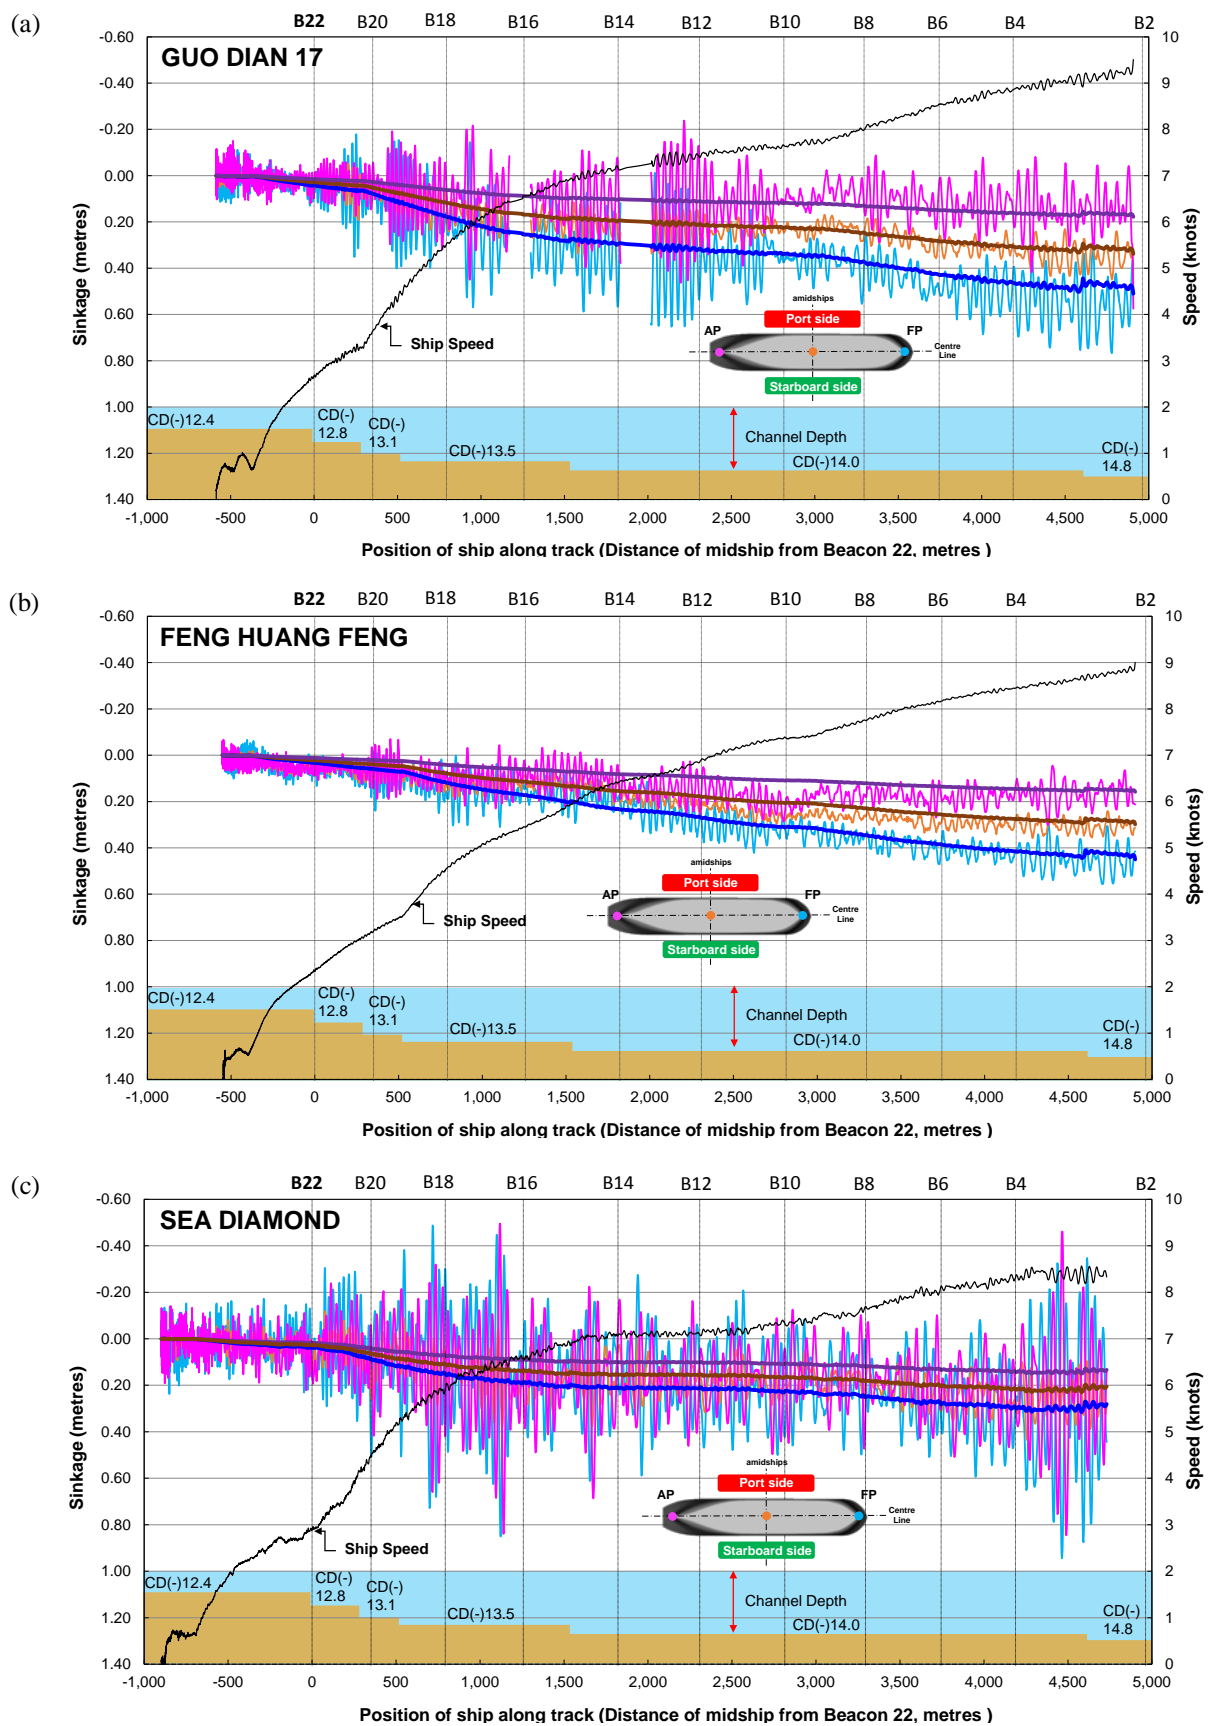 (a)
B22 B20 B18 B16 B14 B12 B10 B8 B6 B4 B2
GUO DIAN 17
-0.60
-0.40
-0.20
0.00
0.20
0.40
0.60
0.80
1.00
1.20
1.40
Sinkage (metres)
10
9
8
7
6
5
4
3
2
1
0
Speed (knots)
Ship Speed
amidships
Port side
AP
FP
Centre
Line
Starboard side
CD(-)12.4
CD(-)
12.8
CD(-)
13.1
CD(-)13.5
Channel Depth
CD(-)14.0
CD(-)
14.8
-1,000 -500 0 500 1,000 1,500 2,000 2,500 3,000 3,500 4,000 4,500 5,000
Position of ship along track (Distance of midship from Beacon 22, metres )
(b)
B22 B20 B18 B16 B14 B12 B10 B8 B6 B4 B2
FENG HUANG FENG
-0.60
-0.40
-0.20
0.00
0.20
0.40
0.60
0.80
1.00
1.20
1.40
Sinkage (metres)
10
9
8
7
6
5
4
3
2
1
0
Speed (knots)
amidships
Port side
AP
FP
Centre
Line
Starboard side
Ship Speed
CD(-)12.4
CD(-)
12.8
CD(-)
13.1
CD(-)13.5
Channel Depth
CD(-)14.0
CD(-)
14.8
-1,000 -500 0 500 1,000 1,500 2,000 2,500 3,000 3,500 4,000 4,500 5,000
Position of ship along track (Distance of midship from Beacon 22, metres )
(c)
B22 B20 B18 B16 B14 B12 B10 B8 B6 B4 B2
SEA DIAMOND
-0.60
-0.40
-0.20
0.00
0.20
0.40
0.60
0.80
1.00
1.20
1.40
Sinkage (metres)
10
9
8
7
6
5
4
3
2
1
0
Speed (knots)
amidships
Port side
AP
FP
Centre
Line
Starboard side
Ship Speed
CD(-)12.4
CD(-)
12.8
CD(-)
13.1
CD(-)13.5
Channel Depth
CD(-)14.0
CD(-)
14.8
-1,000 -500 0 500 1,000 1,500 2,000 2,500 3,000 3,500 4,000 4,500 5,000
Position of ship along track (Distance of midship from Beacon 22, metres )